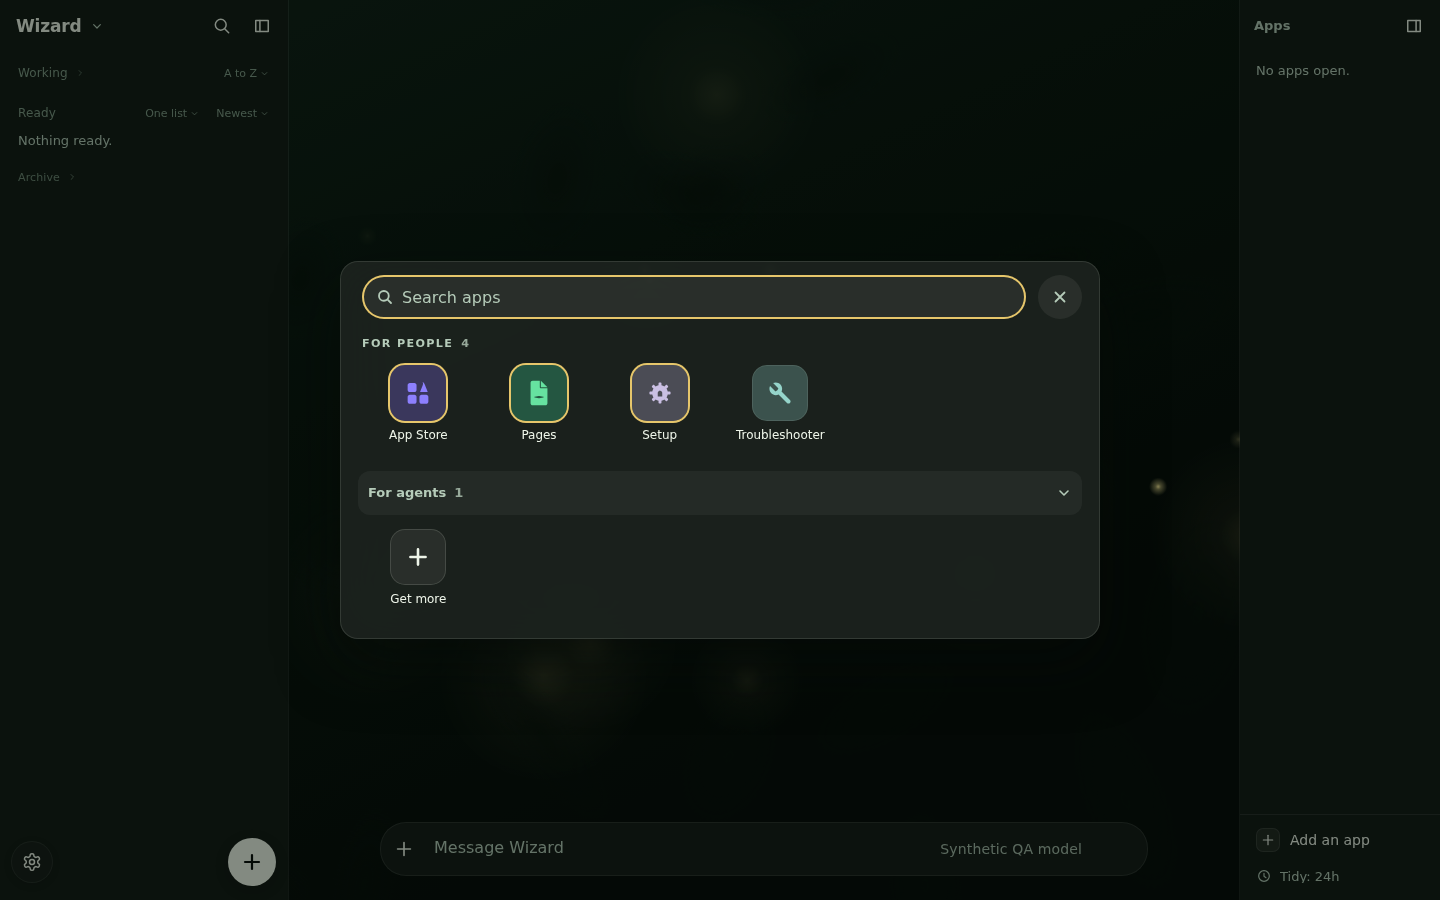 Wizard
Working
A to Z
Ready
One list
Newest
Nothing ready.
Archive
Search apps
FOR PEOPLE 4
App Store
Pages
Setup
Troubleshooter
For agents 1
Get more
Message Wizard
Synthetic QA model
Apps
No apps open.
Add an app
Tidy: 24h